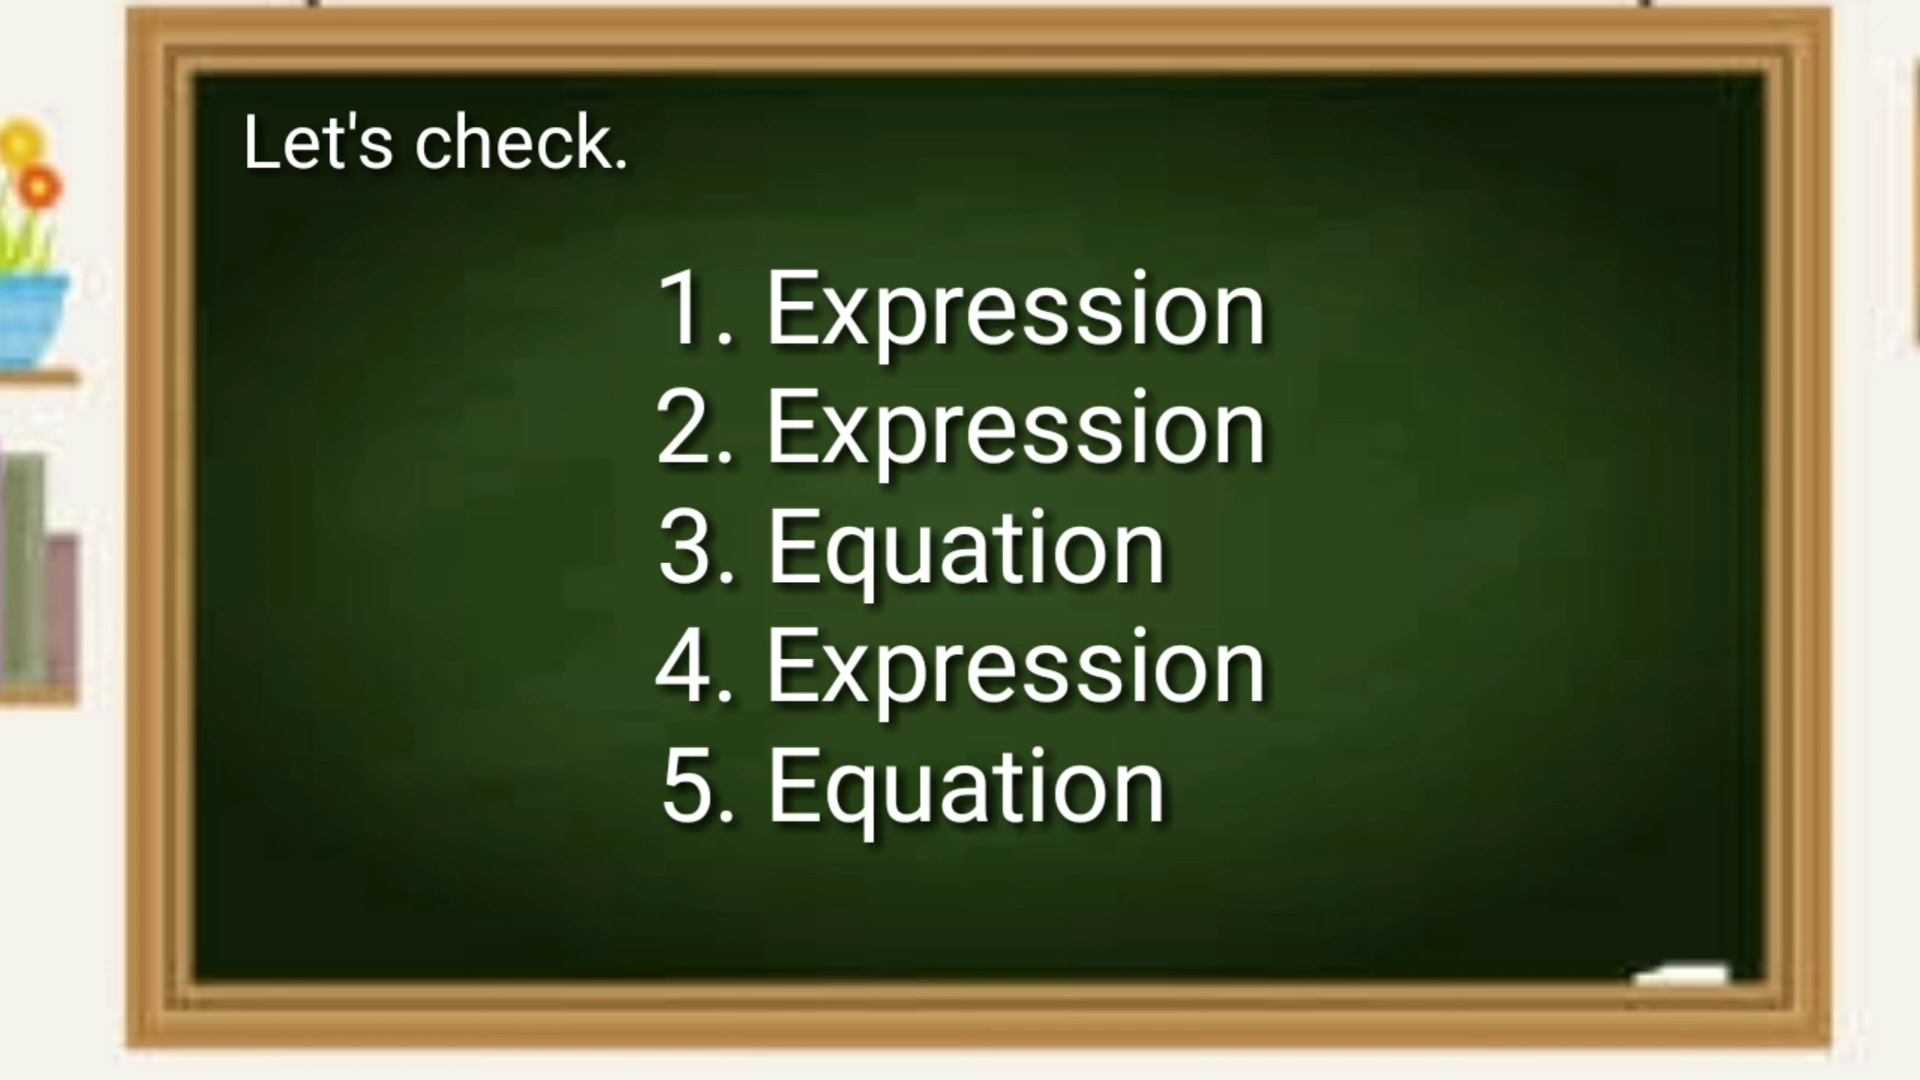 Let's check.
1. Expression
2. Expression
3. Equation
4. Expression
5. Equation